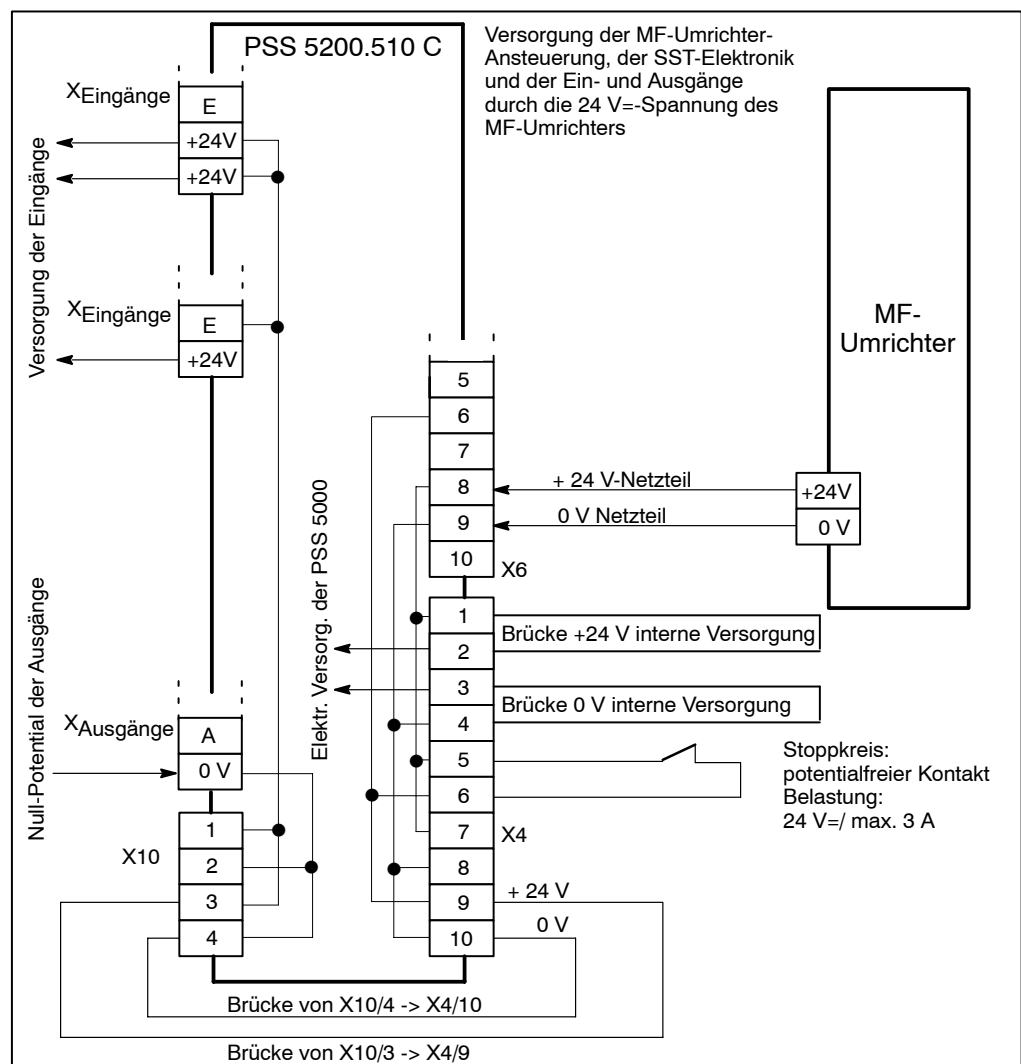 PSS 5200.510 C
Versorgung der MF-Umrichter-
Ansteuerung, der SST-Elektronik
und der Ein- und Ausgänge
durch die 24 V=-Spannung des
MF-Umrichters
XEingänge
E
+24V
+24V
Versorgung der Eingänge
XEingänge
E
+24V
MF-
Umrichter
+24V
0 V
5
6
7
8
9
10
X6
+ 24 V-Netzteil
0 V Netzteil
Elektr. Versorg. der PSS 5000
1
2
3
4
5
6
7
8
9
10
X4
Brücke +24 V interne Versorgung
Brücke 0 V interne Versorgung
Stoppkreis:
potentialfreier Kontakt
Belastung:
24 V=/ max. 3 A
Null-Potential der Ausgänge
XAusgänge
A
0 V
X10
1
2
3
4
+ 24 V
0 V
Brücke von X10/4 -> X4/10
Brücke von X10/3 -> X4/9